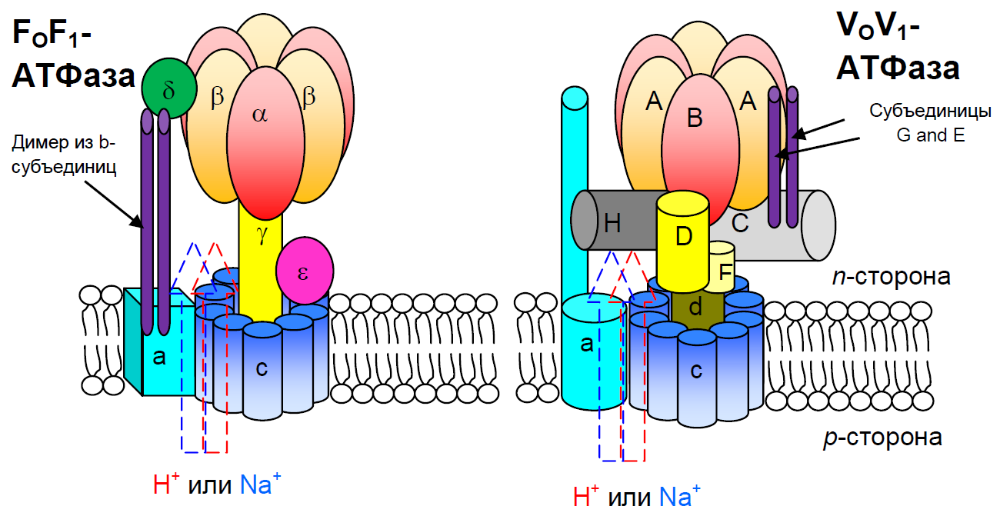 FOF1-
АТФаза
δ
β
β
α
Димер из b-
субъединиц
γ
ε
a
c
H+ или Na+
VOV1-
АТФаза
A
A
B
Субъединицы
G and E
H
D
C
F
n-сторона
d
a
c
p-сторона
H+ или Na+